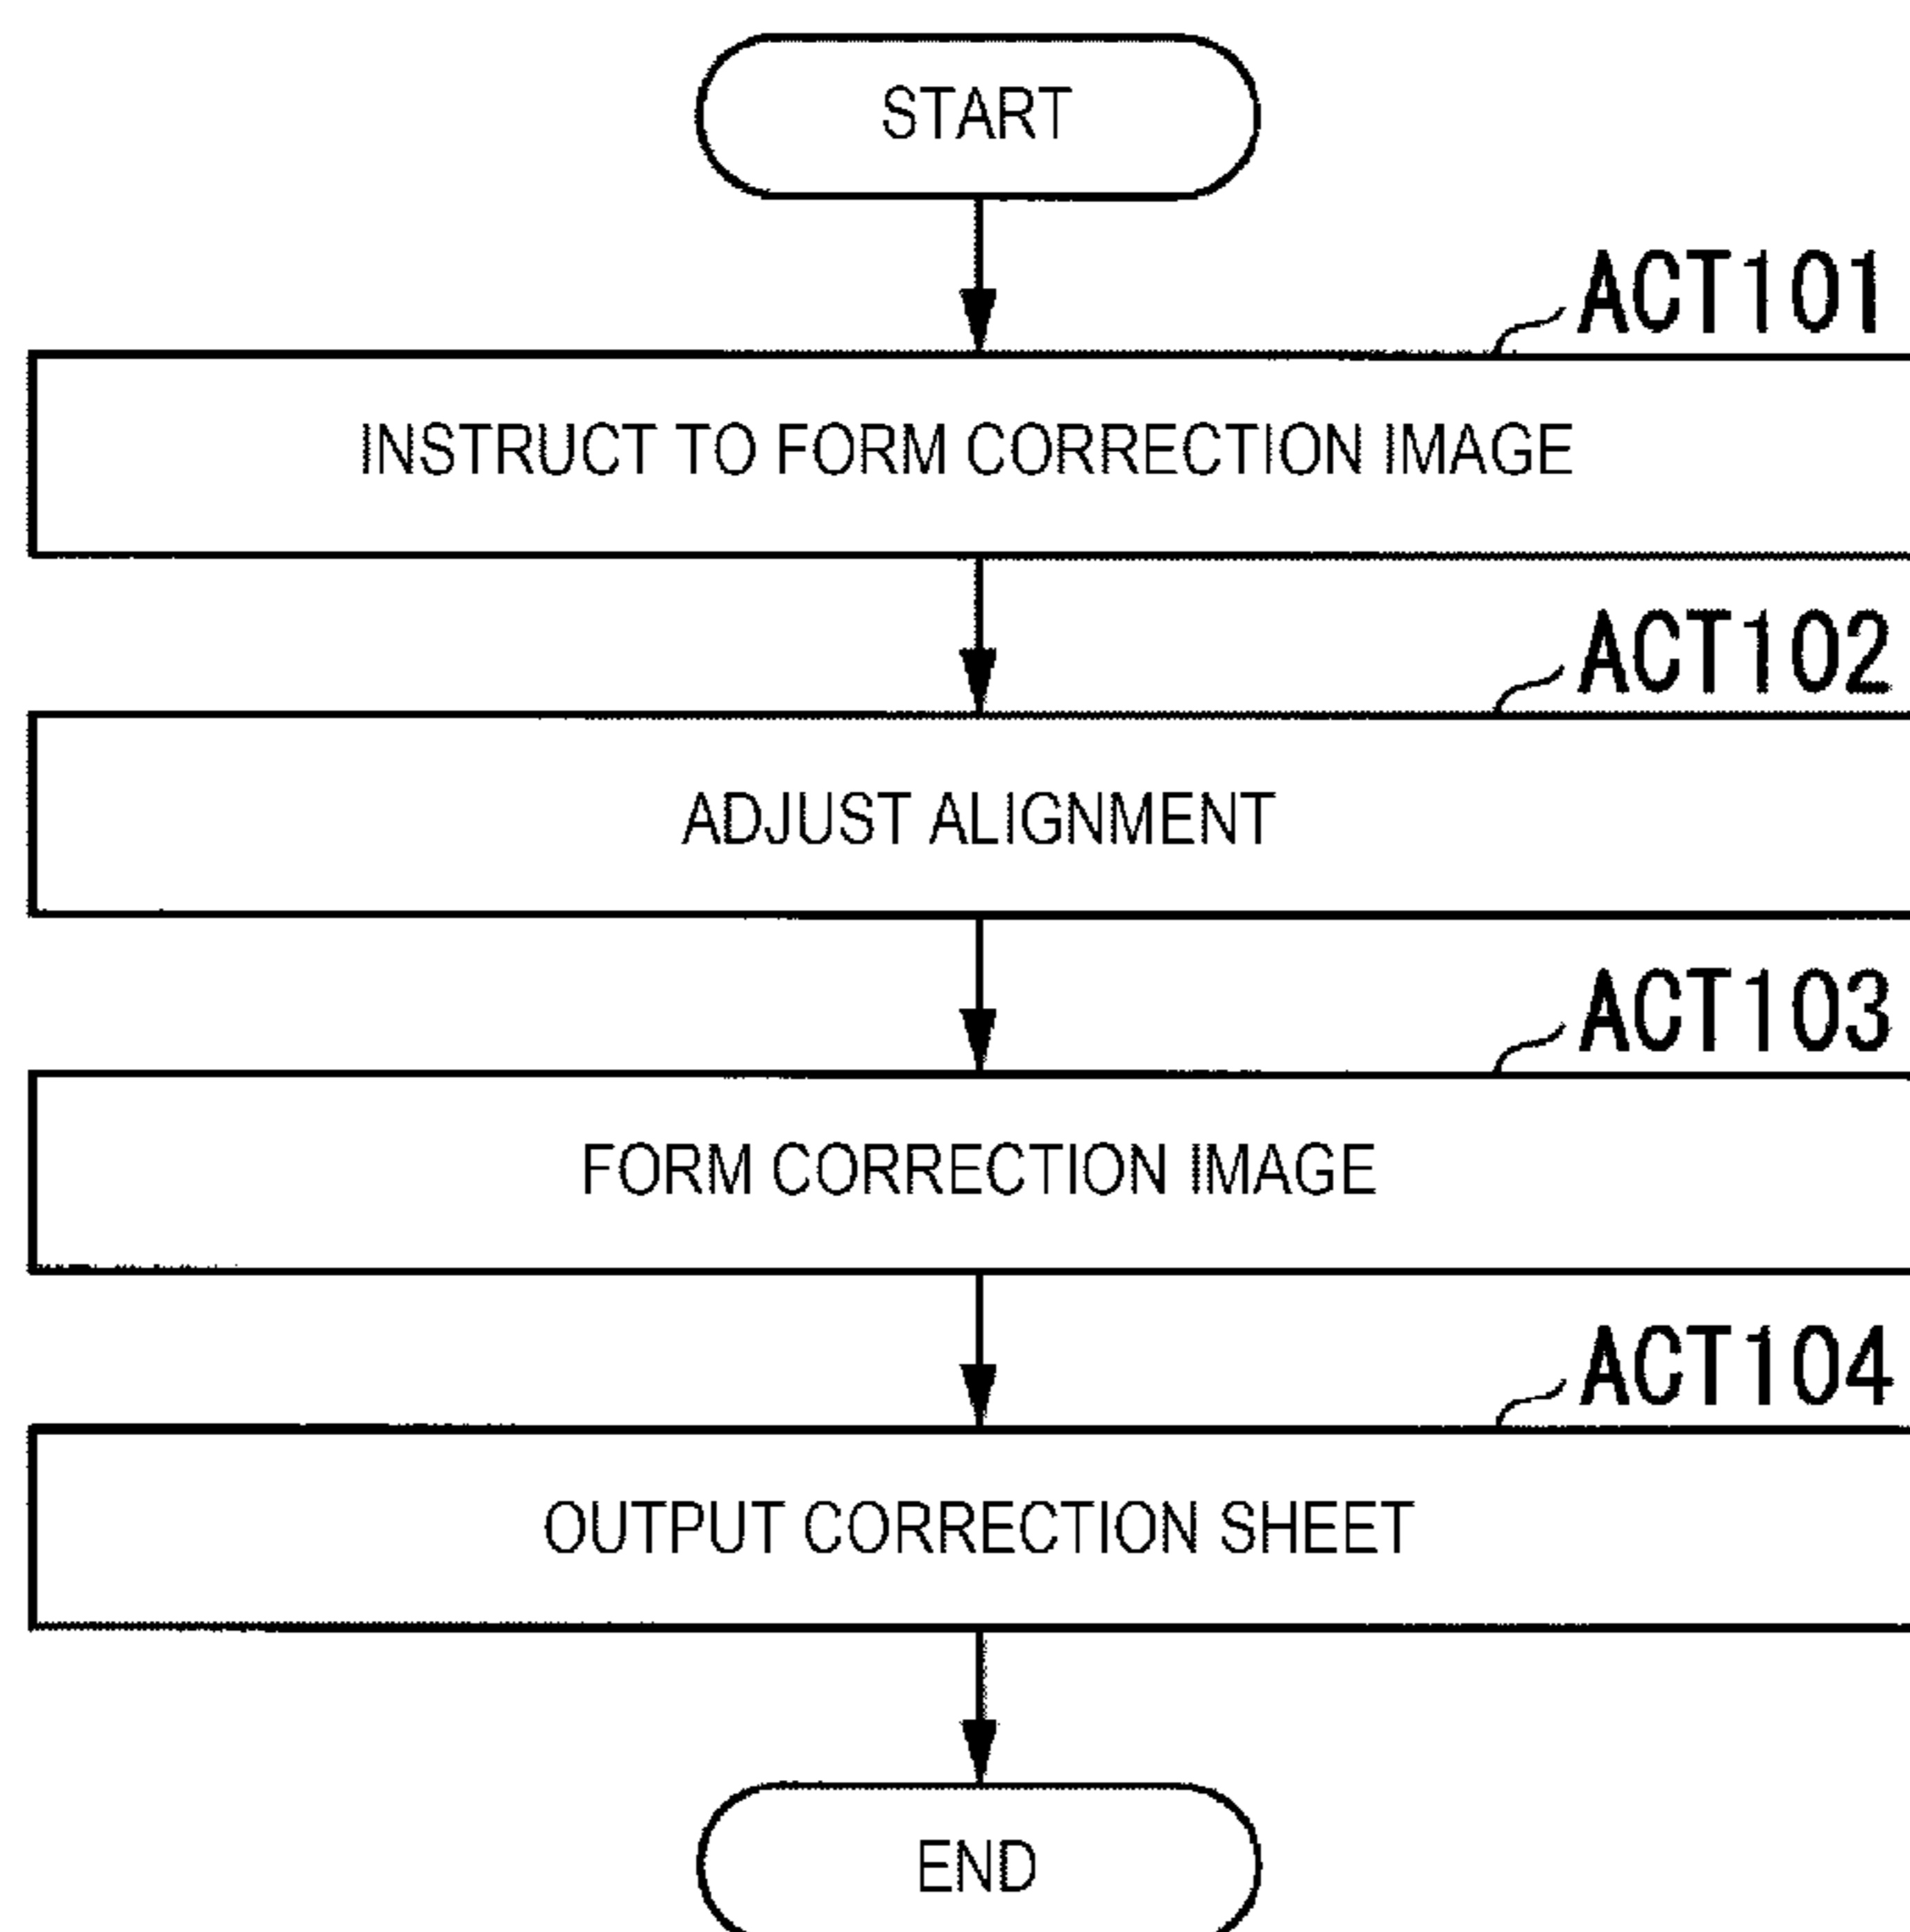 START
ACT101
INSTRUCT TO FORM CORRECTION IMAGE
ACT102
ADJUST ALIGNMENT
ACT103
FORM CORRECTION IMAGE
ACT104
OUTPUT CORRECTION SHEET
END